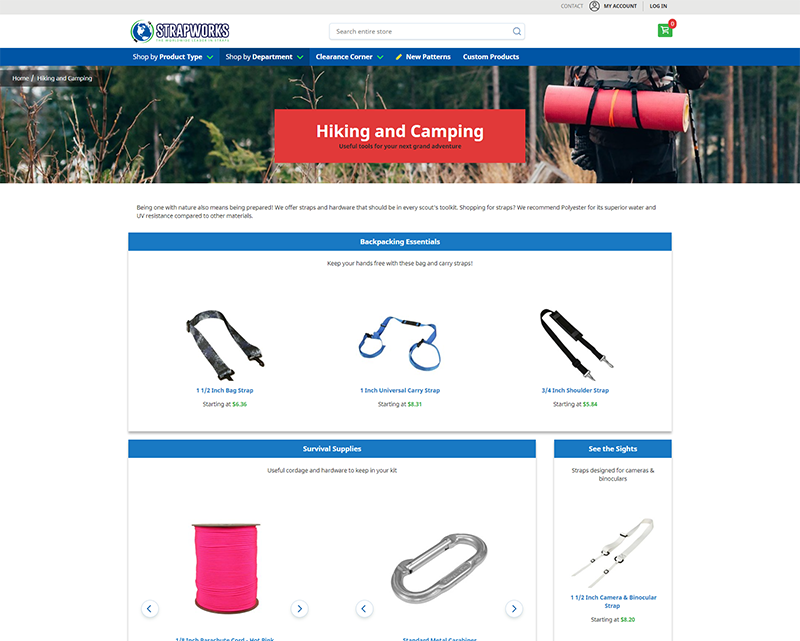 CONTACT
MY ACCOUNT
LOG IN
STRAPWORKS
THE WORLDWIDE LEADER IN STRAPS
Search entire store
0
Shop by Product Type
Shop by Department
Clearance Corner
New Patterns
Custom Products
Home / Hiking and Camping
Hiking and Camping
Useful tools for your next grand adventure
Being one with nature also means being prepared! We offer straps and hardware that should be in every scout's toolkit. Shopping for straps? We recommend Polyester for its superior water and
UV resistance compared to other materials.
Backpacking Essentials
Keep your hands free with these bag and carry straps!
1 1/2 Inch Bag Strap
Starting at $6.36
1 Inch Universal Carry Strap
Starting at $8.31
3/4 Inch Shoulder Strap
Starting at $5.84
Survival Supplies
Useful cordage and hardware to keep in your kit
1/8 Inch Parachute Cord - Hot Pink
Standard Metal Carabiner
See the Sights
Straps designed for cameras &
binoculars
1 1/2 Inch Camera & Binocular
Strap
Starting at $8.20